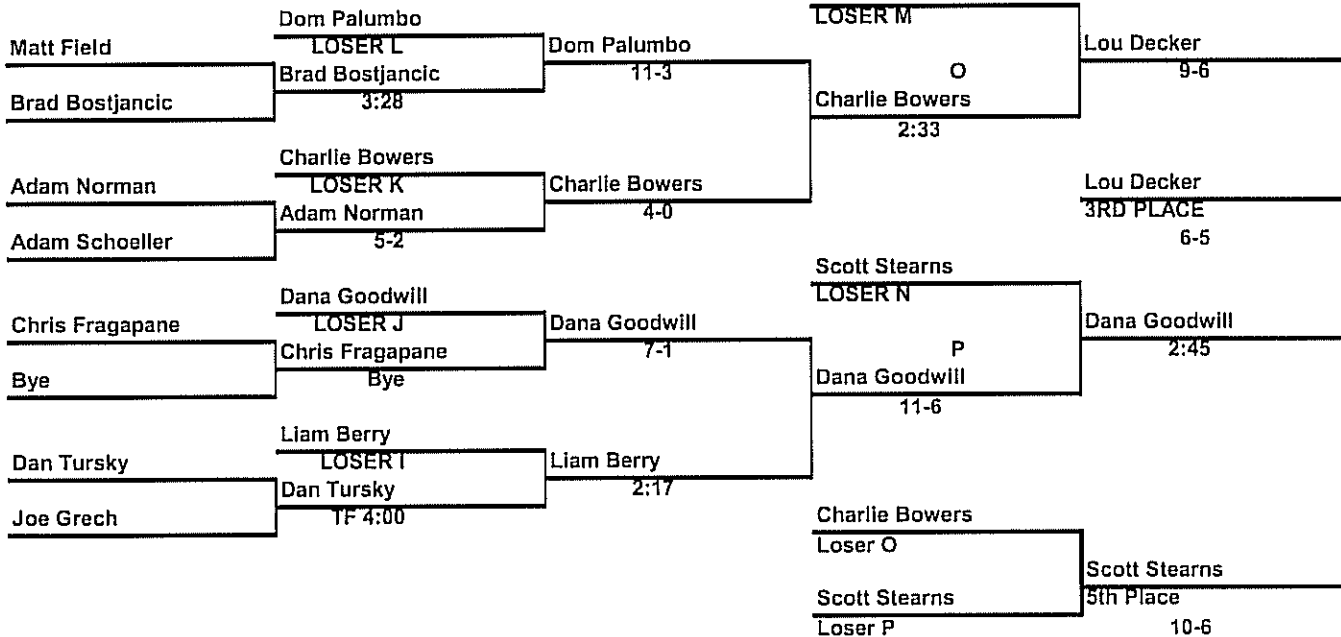 Matt Field
Brad Bostjancic
Adam Norman
Adam Schoeller
Chris Fragapane
Bye
Dan Tursky
Joe Grech
Dom Palumbo
LOSER L
Brad Bostjancic
3:28
Charlie Bowers
LOSER K
Adam Norman
5-2
Dana Goodwill
LOSER J
Chris Fragapane
Bye
Liam Berry
LOSER I
Dan Tursky
TF 4:00
Dom Palumbo
11-3
Charlie Bowers
4-0
Dana Goodwill
7-1
Liam Berry
2:17
LOSER M
O
Charlie Bowers
2:33
Scott Stearns
LOSER N
P
Dana Goodwill
11-6
Charlie Bowers
Loser O
Scott Stearns
Loser P
Lou Decker
9-6
Lou Decker
3RD PLACE
6-5
Dana Goodwill
2:45
Scott Stearns
5th Place
10-6